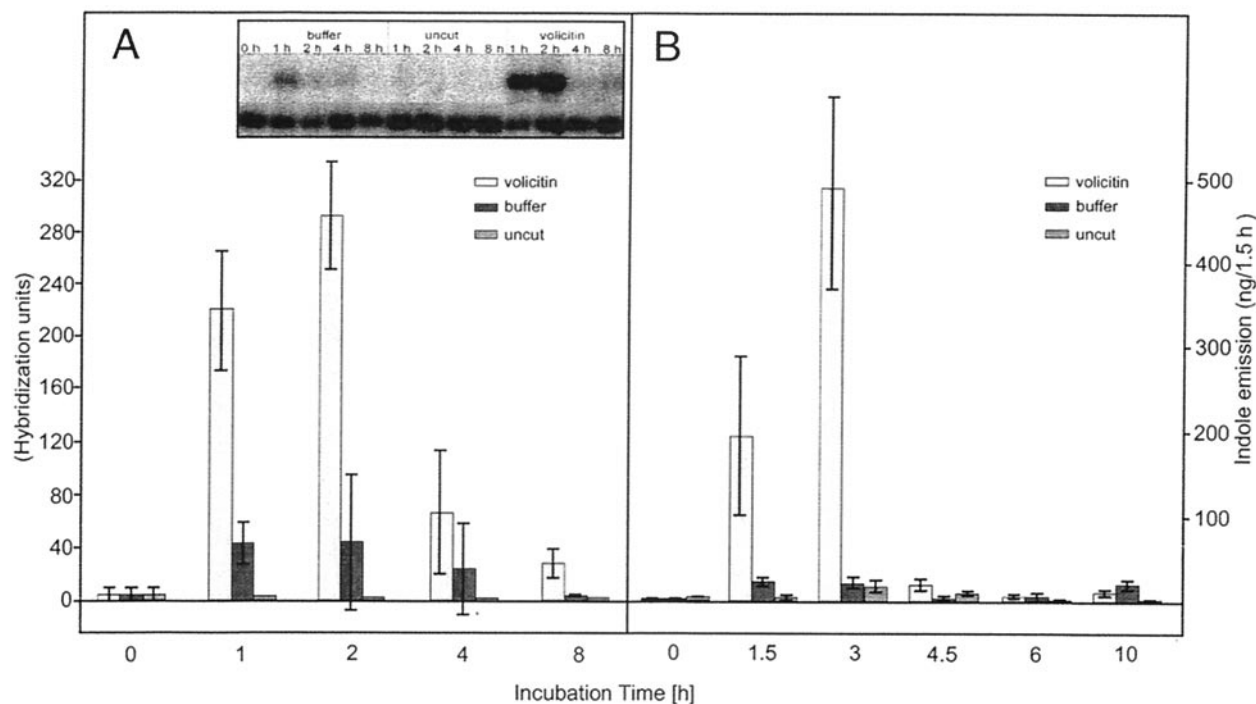 A
buffer uncut volicitin
0 h 1 h 2 h 4 h 8 h 1 h 2 h 4 h 8 h 1 h 2 h 4 h 8 h
B
320
280
240
220
160
120
80
40
0
(Hybridization units)
volicitin
buffer
uncut
volicitin
buffer
uncut
500
400
300
200
100
Indole emission (ng/1.5 h )
0 1 2 4 8
0 1.5 3 4.5 6 10
Incubation Time [h]